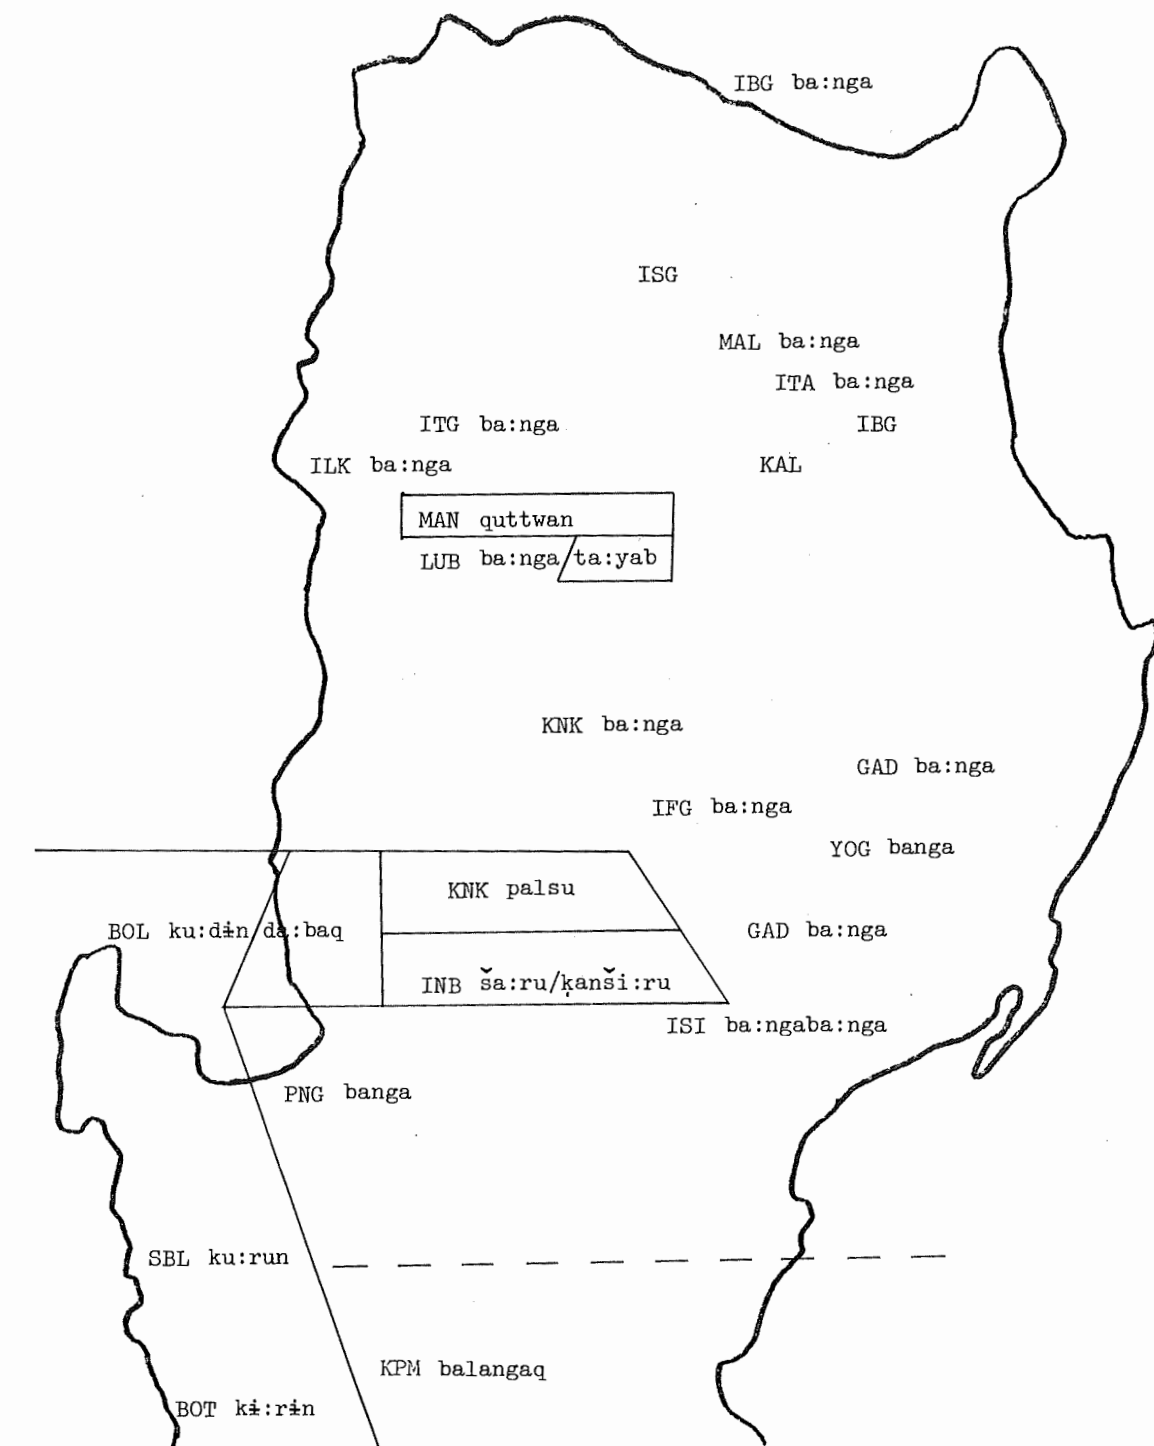 IBG ba:nga
ISG
MAL ba:nga
ITA ba:nga
ITG ba:nga
IBG
ILK ba:nga
KAL
MAN quttwan
LUB ba:nga/ta:yab
KNK ba:nga
GAD ba:nga
IFG ba:nga
YOG banga
KNK palsu
BOL ku:dɨn/da:baq
GAD ba:nga
INB ša:ru/ḳanši:ru
ISI ba:ngaba:nga
PNG banga
SBL ku:run
KPM balangaq
BOT kɨ:rɨn